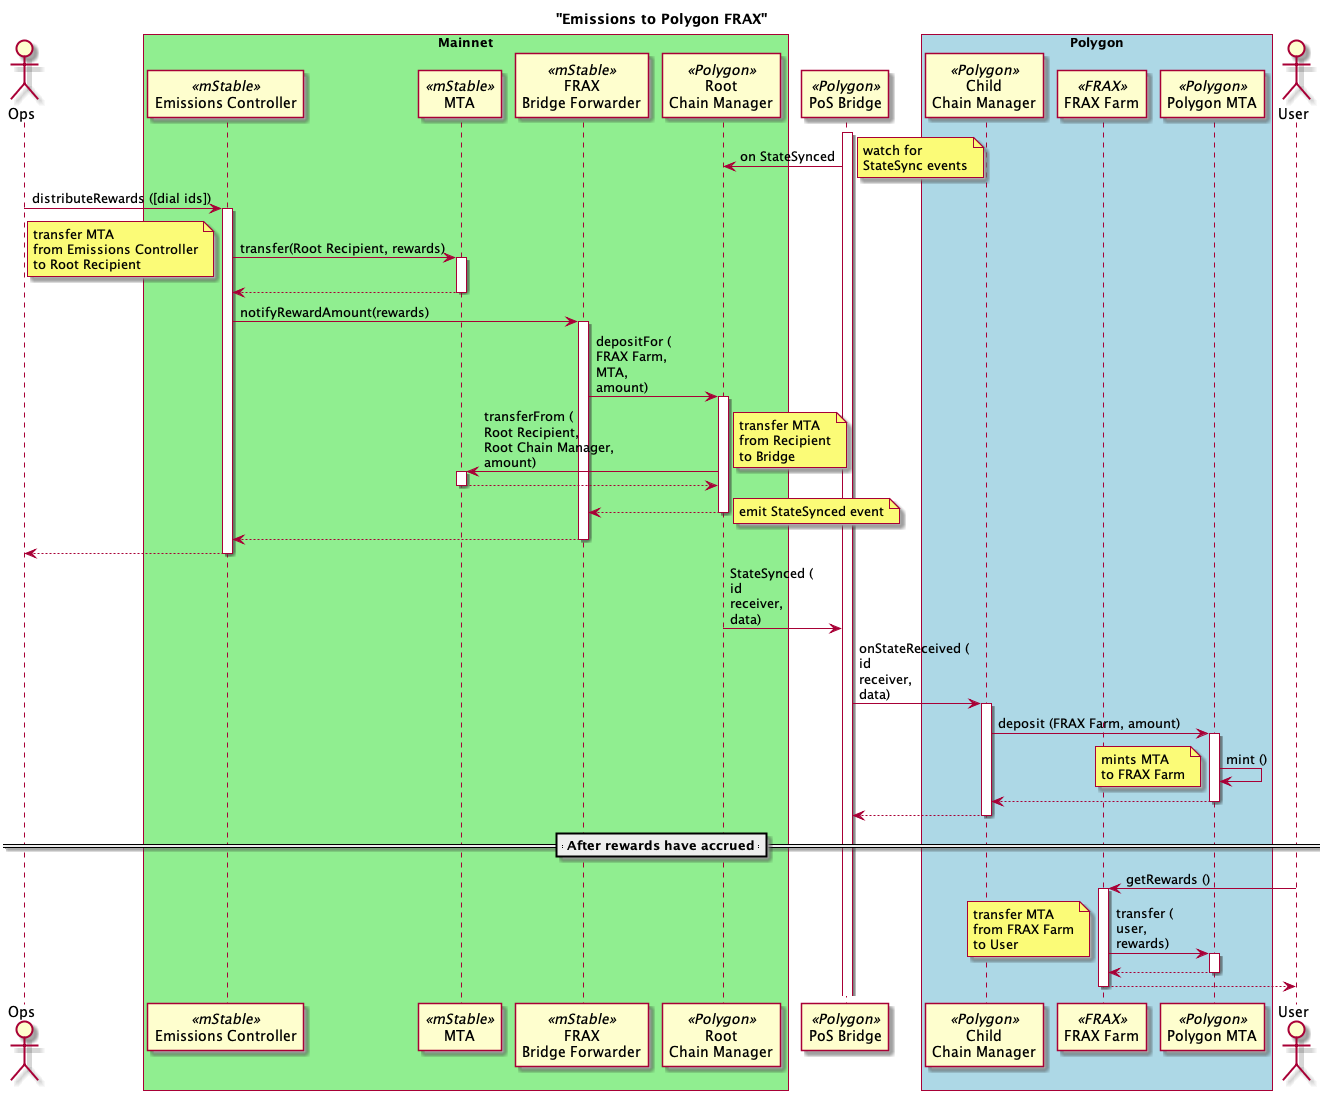 "Emissions to Polygon FRAX"
Mainnet
Polygon
Ops
«mStable»
Emissions Controller
«mStable»
MTA
«mStable»
FRAX
Bridge Forwarder
«Polygon»
Root
Chain Manager
«Polygon»
PoS Bridge
«Polygon»
Child
Chain Manager
«FRAX»
FRAX Farm
«Polygon»
Polygon MTA
User
on StateSynced
watch for
StateSync events
distributeRewards ([dial ids])
transfer MTA
from Emissions Controller
to Root Recipient
transfer(Root Recipient, rewards)
notifyRewardAmount(rewards)
depositFor (
FRAX Farm,
MTA,
amount)
transferFrom (
Root Recipient,
Root Chain Manager,
amount)
transfer MTA
from Recipient
to Bridge
emit StateSynced event
StateSynced (
id
receiver,
data)
onStateReceived (
id
receiver,
data)
deposit (FRAX Farm, amount)
mints MTA
to FRAX Farm
mint ()
After rewards have accrued
getRewards ()
transfer MTA
from FRAX Farm
to User
transfer (
user,
rewards)
Ops
«mStable»
Emissions Controller
«mStable»
MTA
«mStable»
FRAX
Bridge Forwarder
«Polygon»
Root
Chain Manager
«Polygon»
PoS Bridge
«Polygon»
Child
Chain Manager
«FRAX»
FRAX Farm
«Polygon»
Polygon MTA
User